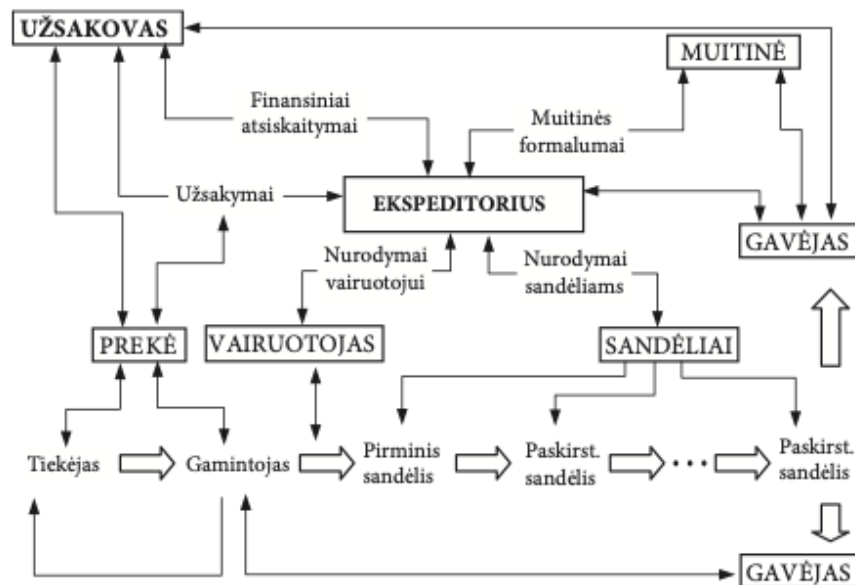 UŽSAKOVAS
MUITINĖ
Finansiniai
atsiskaitymai
Muitinės
formalumai
Užsakymai
EKSPEDITORIUS
GAVĖJAS
Nurodymai
vairuotojui
Nurodymai
sandėliams
PREKĖ
VAIRUOTOJAS
SANDĖLIAI
Tiekėjas
Gamintojas
Pirminis
sandėlis
Paskirst.
sandėlis
Paskirst.
sandėlis
GAVĖJAS